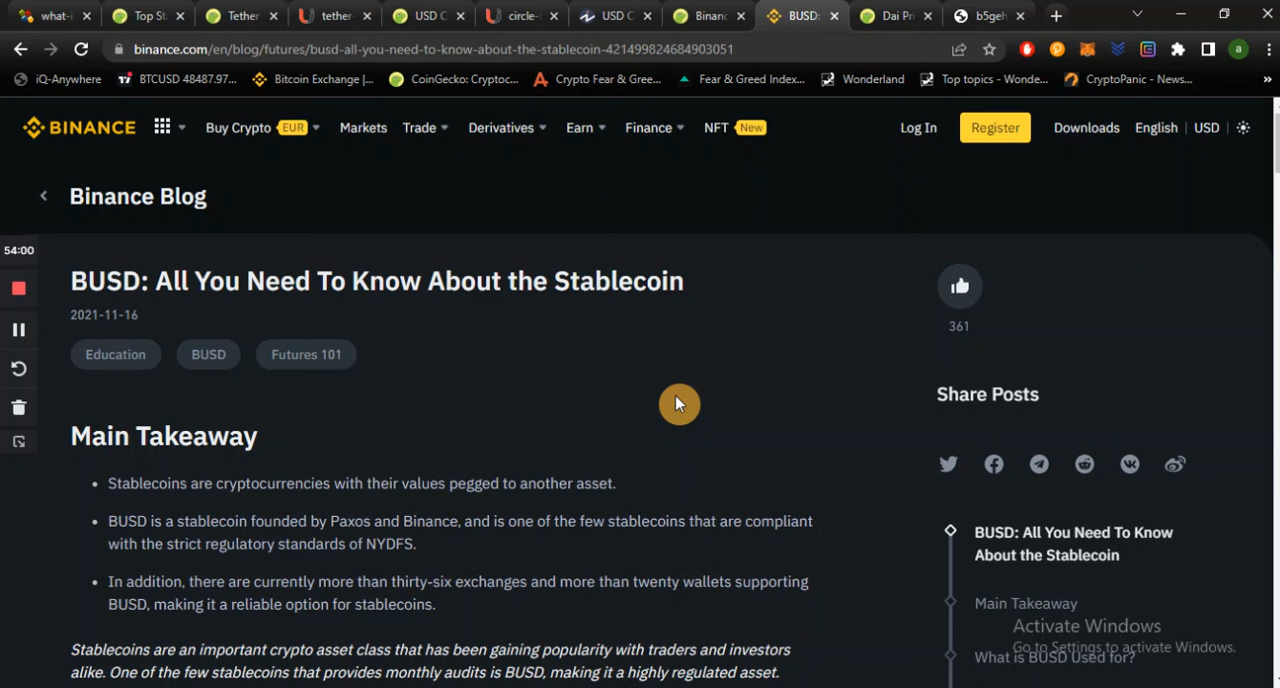 what-i
Top St
Tether
tether-
USD C
circle-
USD C
Binanc
BUSD:
Dai Pri
b5geh
binance.com/en/blog/futures/busd-all-you-need-to-know-about-the-stablecoin-421499824684903051
a
iQ-Anywhere
BTCUSD 48487.97...
Bitcoin Exchange |...
CoinGecko: Cryptoc...
Crypto Fear & Gree...
Fear & Greed Index...
Wonderland
Top topics - Wonde...
CryptoPanic - News...
»
BINANCE
Buy Crypto EUR
Markets
Trade
Derivatives
Earn
Finance
NFT New
Log In
Register
Downloads
English | USD
Binance Blog
54:00
BUSD: All You Need To Know About the Stablecoin
2021-11-16
Education
BUSD
Futures 101
361
Share Posts
Main Takeaway
• Stablecoins are cryptocurrencies with their values pegged to another asset.
• BUSD is a stablecoin founded by Paxos and Binance, and is one of the few stablecoins that are compliant
with the strict regulatory standards of NYDFS.
• In addition, there are currently more than thirty-six exchanges and more than twenty wallets supporting
BUSD, making it a reliable option for stablecoins.
Stablecoins are an important crypto asset class that has been gaining popularity with traders and investors
alike. One of the few stablecoins that provides monthly audits is BUSD, making it a highly regulated asset.
BUSD: All You Need To Know
About the Stablecoin
Main Takeaway
Activate Windows
Go to Settings to activate Windows.
What is BUSD Used for?